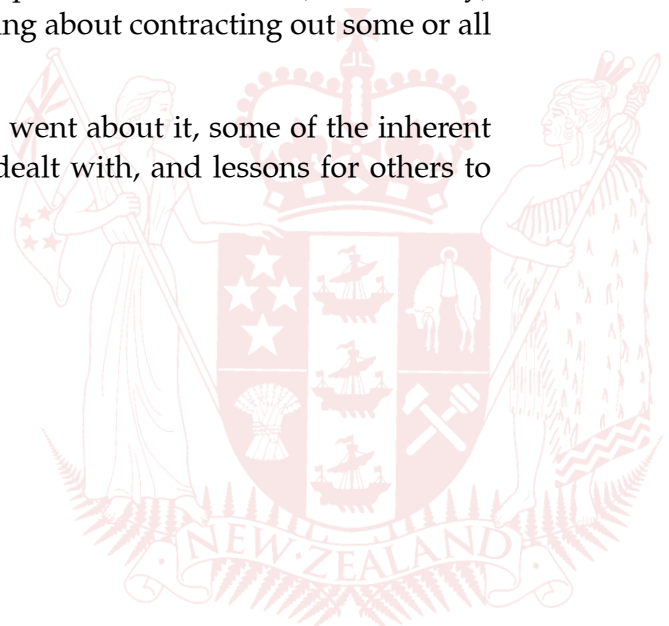 ing about contracting out some or all
went about it, some of the inherent
dealt with, and lessons for others to
NEW·ZEALAND